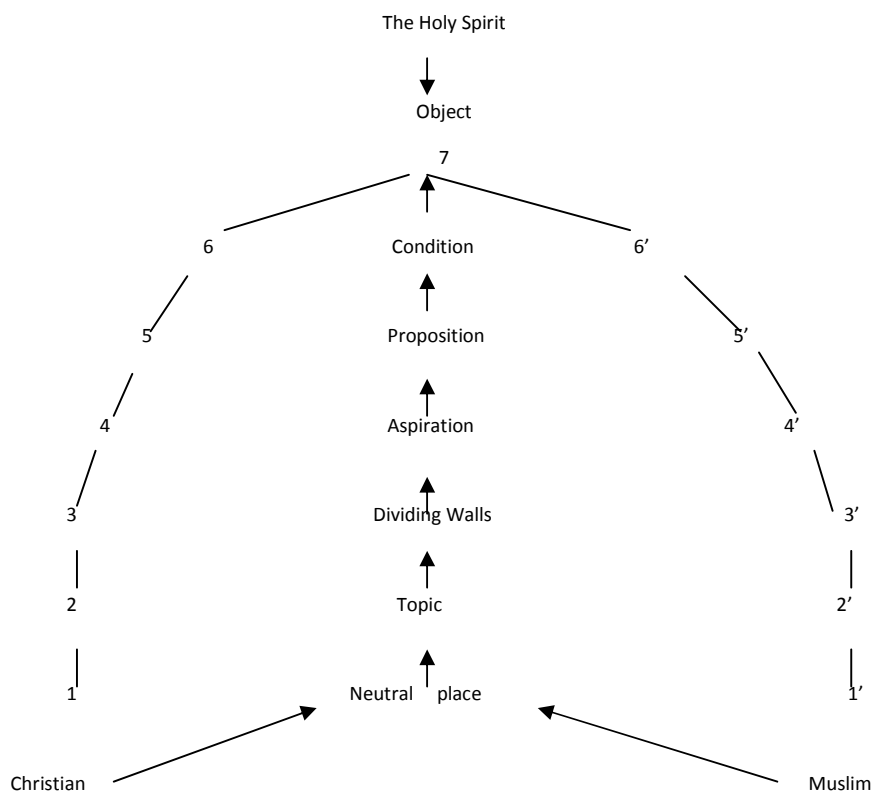 The Holy Spirit
Object
7
6 Condition 6’
5 Proposition 5’
4 Aspiration 4’
3 Dividing Walls 3’
2 Topic 2’
1 Neutral place 1’
Christian Muslim